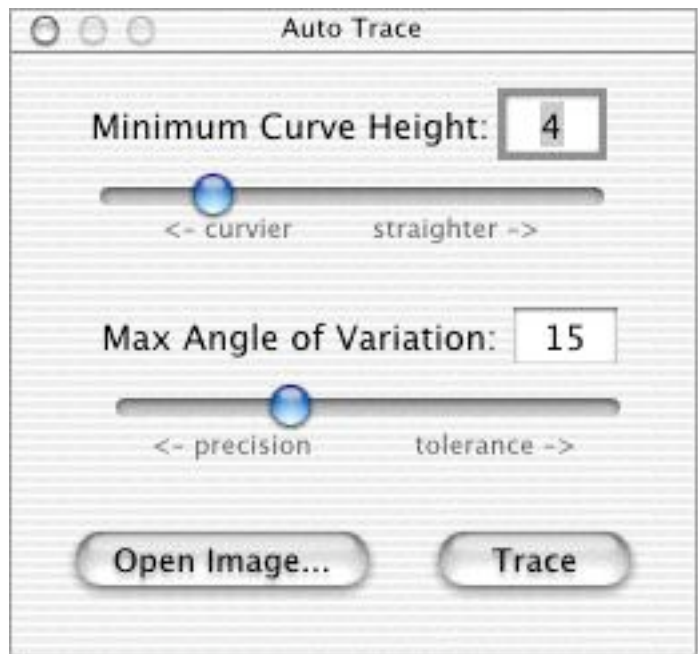 Auto Trace
Minimum Curve Height: 4
<- curvier straighter ->
Max Angle of Variation: 15
<- precision tolerance ->
Open Image... Trace